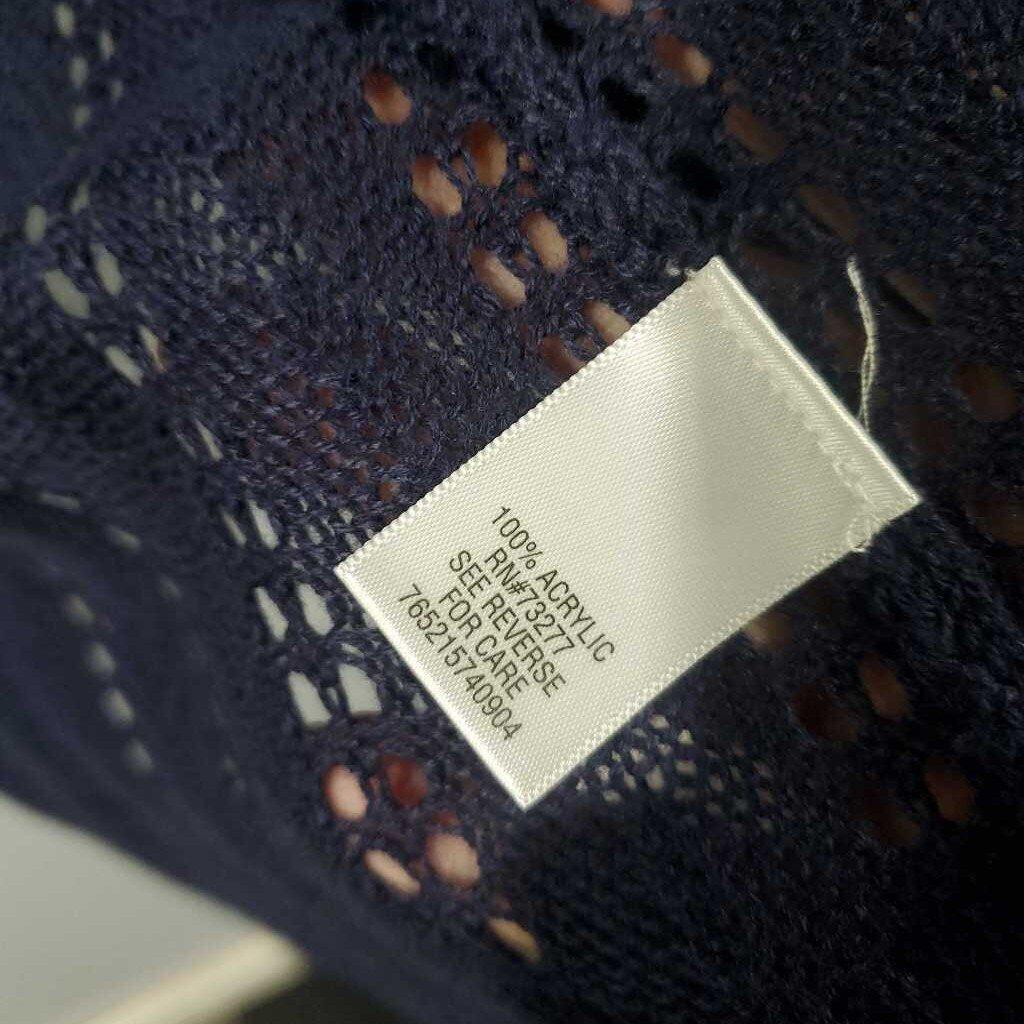 100% ACRYLIC
RN#73277
SEE REVERSE
FOR CARE
765215740904